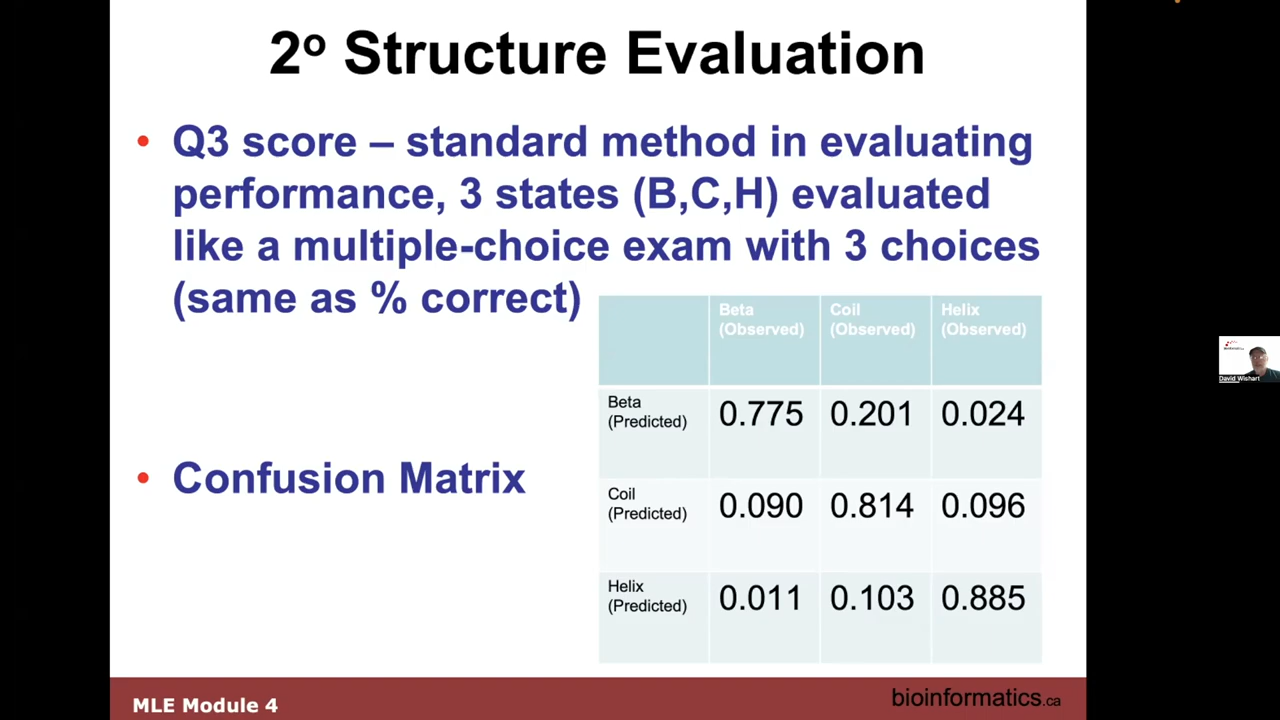 2º Structure Evaluation
• Q3 score – standard method in evaluating
performance, 3 states (B,C,H) evaluated
like a multiple-choice exam with 3 choices
(same as % correct)
Beta (Observed) Coil (Observed) Helix (Observed)
Beta (Predicted) 0.775 0.201 0.024
• Confusion Matrix
Coil (Predicted) 0.090 0.814 0.096
Helix (Predicted) 0.011 0.103 0.885
MLE Module 4
bioinformatics.ca
David Wishart